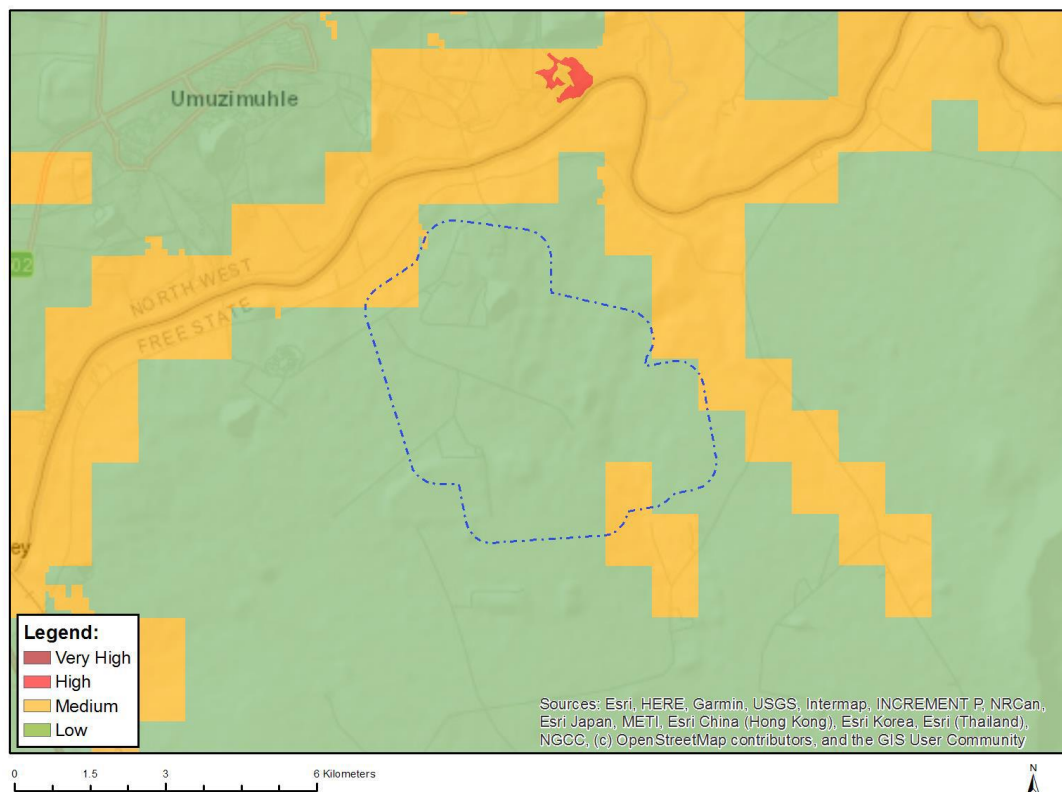 Umuzimuhle
02
NORTH WEST
FREE STATE
ey
Legend:
Very High
High
Medium
Low
Sources: Esri, HERE, Garmin, USGS, Intermap, INCREMENT P, NRCan,
Esri Japan, METI, Esri China (Hong Kong), Esri Korea, Esri (Thailand),
NGCC, (c) OpenStreetMap contributors, and the GIS User Community
0 1.5 3 6 Kilometers
N